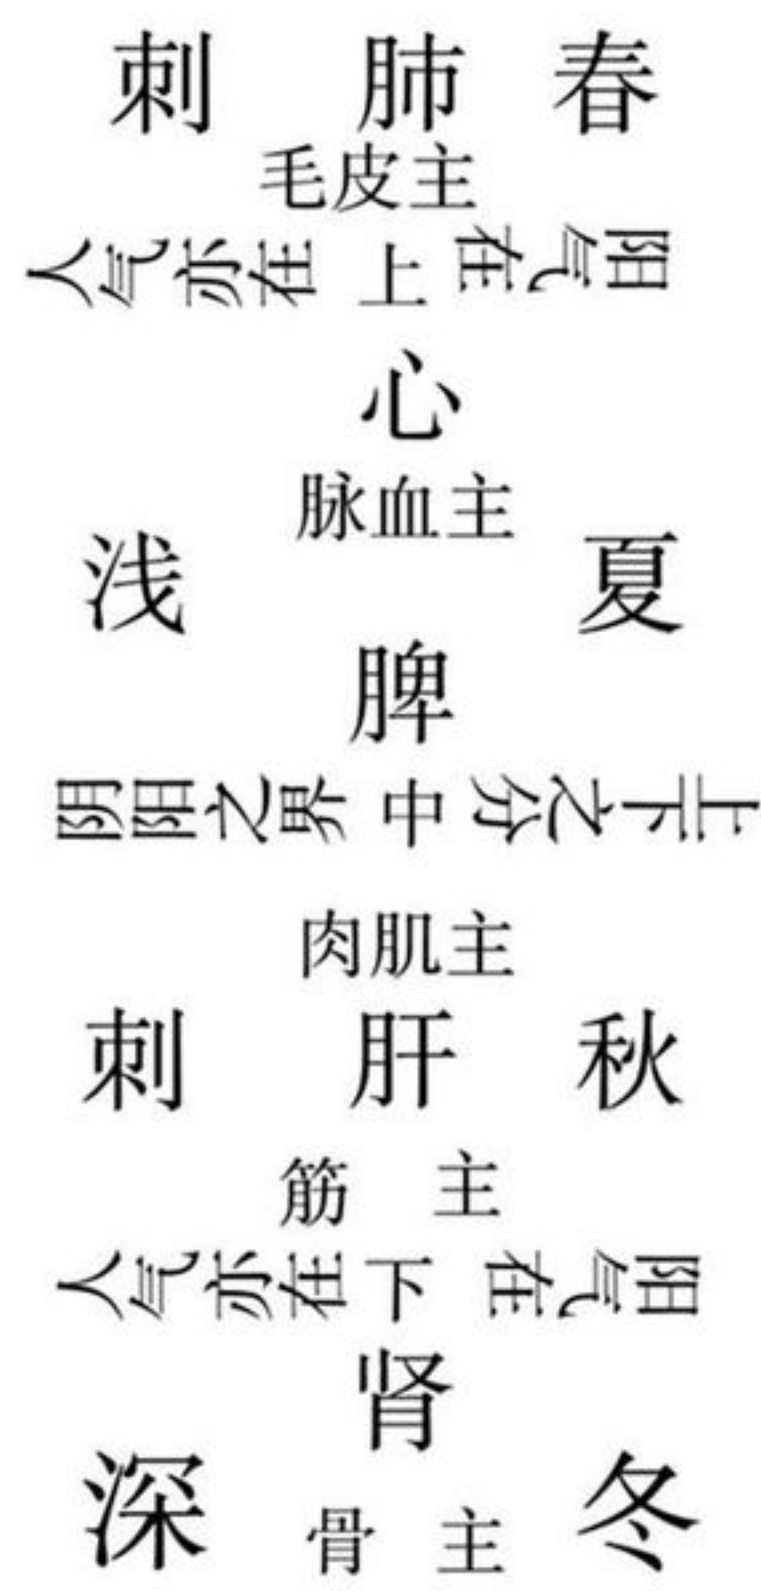 春 肺 刺
主皮毛
阳气在 上 人气亦在
心
主血脉
夏 浅
脾
上下之分 中 阴阳之界
主肌肉
秋 肝 刺
主 筋
阳气在 下 人气亦在
肾
冬 主 骨 深